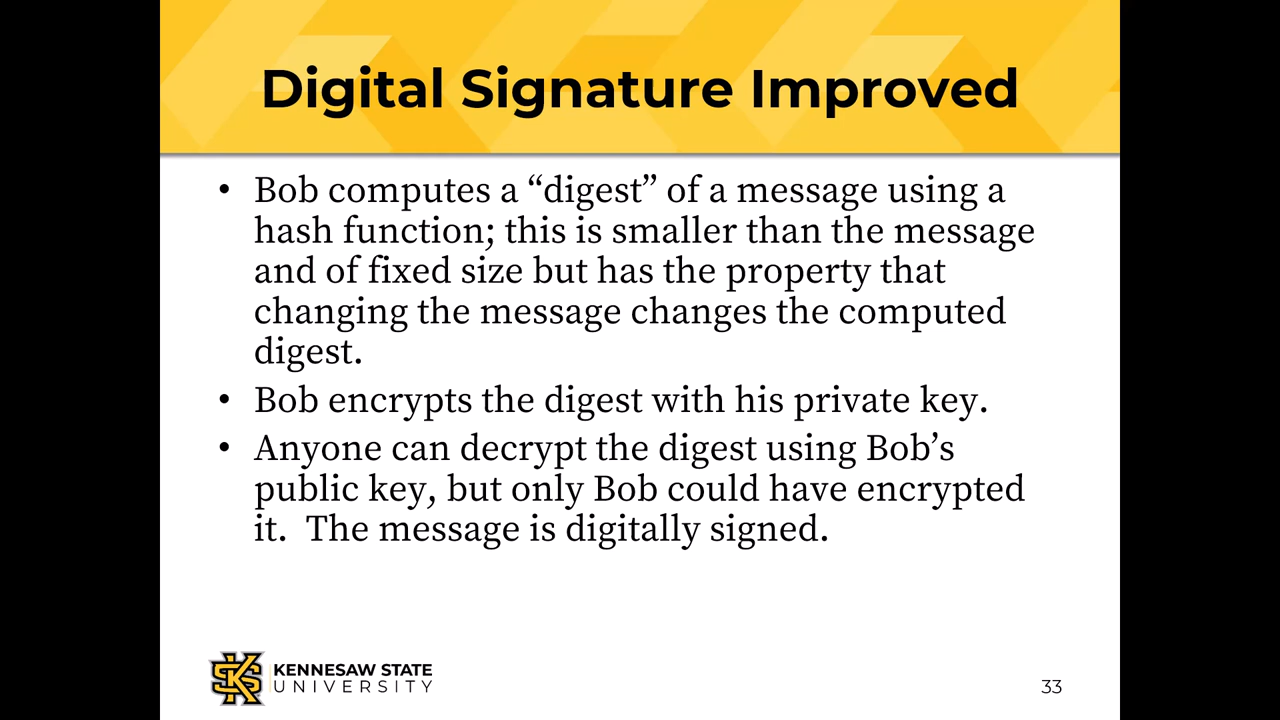 Digital Signature Improved
• Bob computes a “digest” of a message using a
hash function; this is smaller than the message
and of fixed size but has the property that
changing the message changes the computed
digest.
• Bob encrypts the digest with his private key.
• Anyone can decrypt the digest using Bob’s
public key, but only Bob could have encrypted
it.  The message is digitally signed.
KS
KENNESAW STATE
UNIVERSITY
33